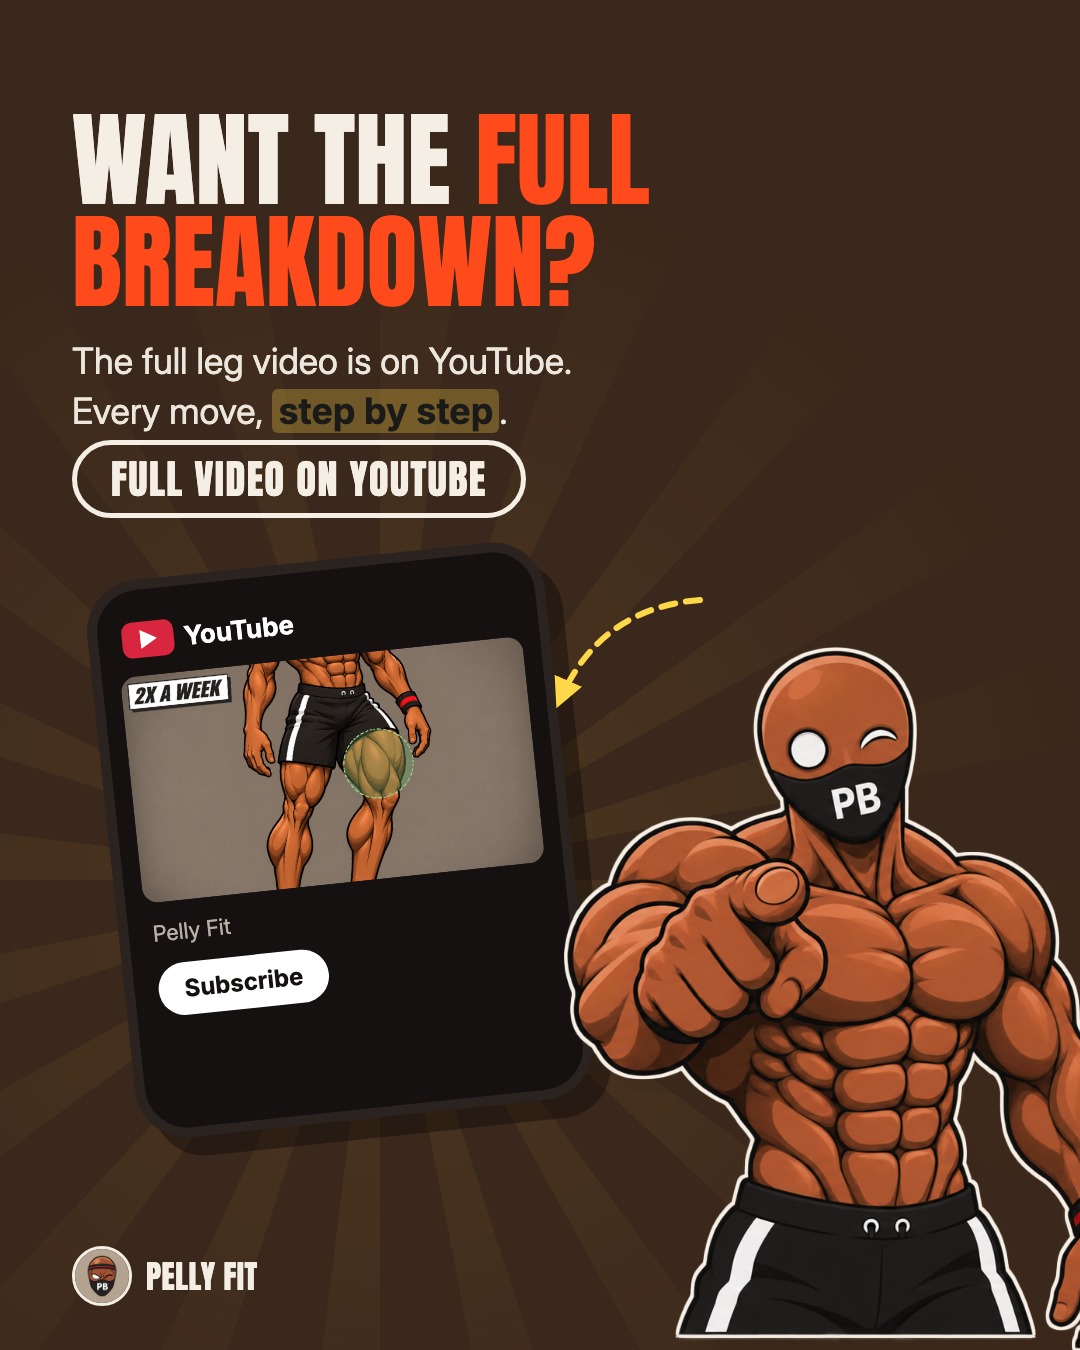 WANT THE FULL
BREAKDOWN?
The full leg video is on YouTube.
Every move, step by step.
FULL VIDEO ON YOUTUBE
YouTube
2X A WEEK
Pelly Fit
Subscribe
PB
PB
PELLY FIT